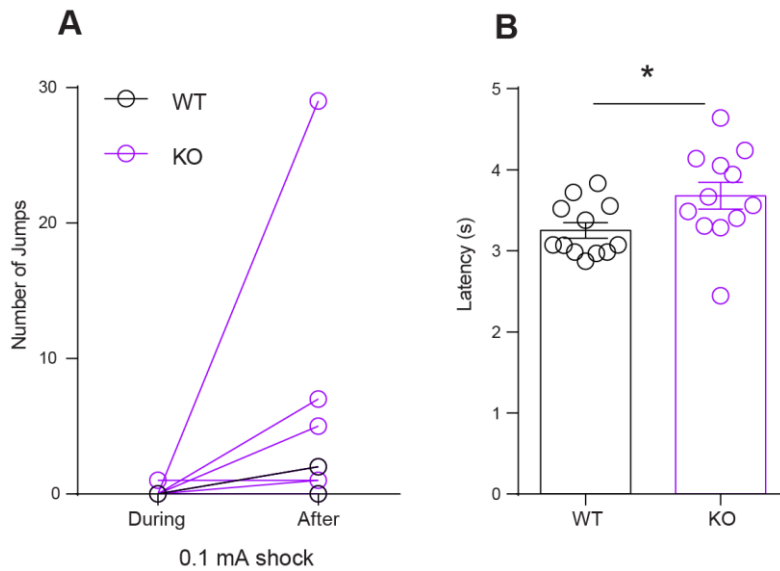 A
30
20
10
0
Number of Jumps
WT
KO
During
After
0.1 mA shock
B
5
4
3
2
1
0
Latency (s)
*
WT
KO